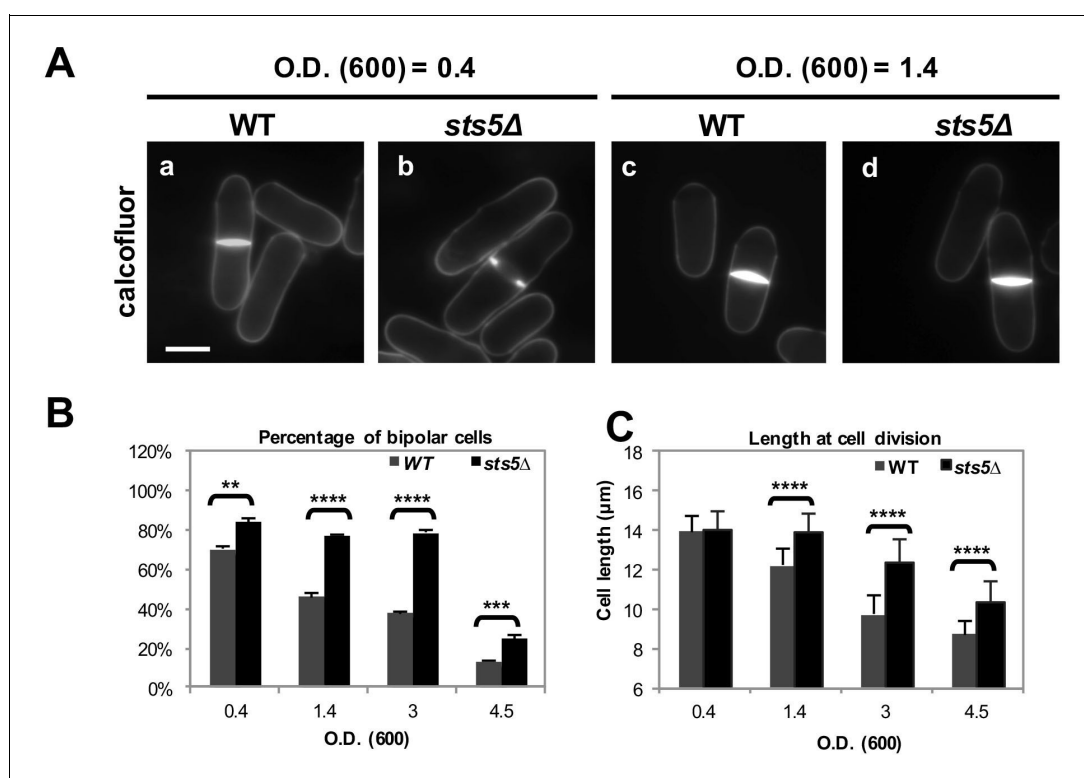 A
O.D. (600) = 0.4
O.D. (600) = 1.4
WT
sts5Δ
WT
sts5Δ
calcofluor
a
b
c
d
B
Percentage of bipolar cells
WT
sts5Δ
120%
100%
80%
60%
40%
20%
0%
**
****
****
***
0.4
1.4
3
4.5
O.D. (600)
C
Length at cell division
WT
sts5Δ
Cell length (µm)
18
16
14
12
10
8
6
****
****
****
0.4
1.4
3
4.5
O.D. (600)